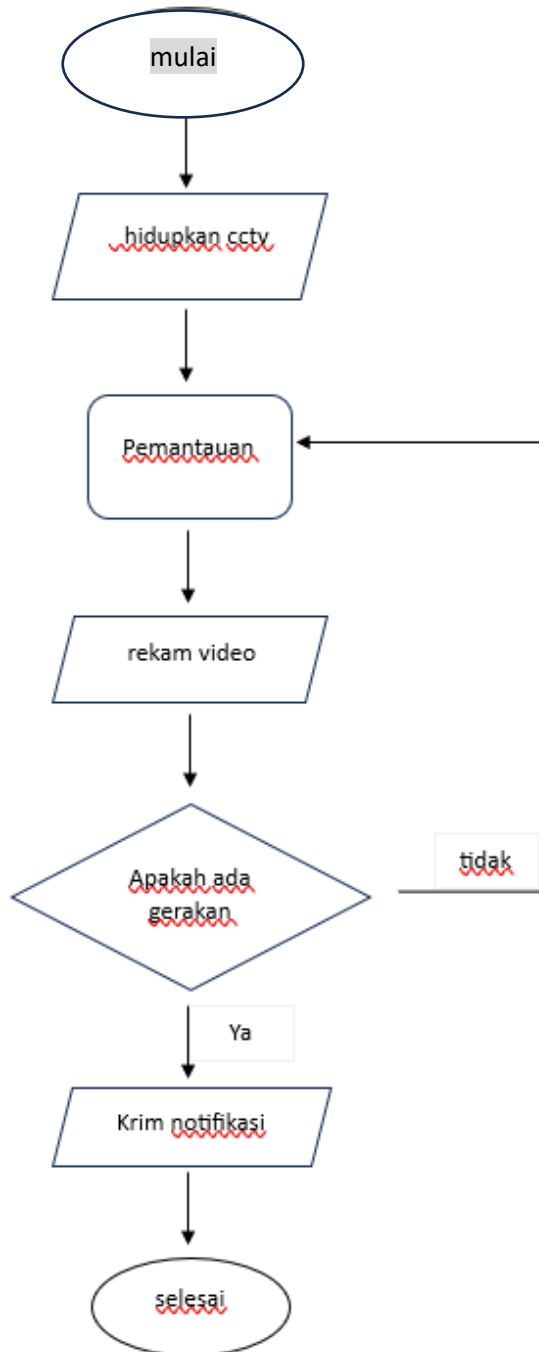 mulai
hidupkan cctv
Pemantauan
rekam video
Apakah ada
gerakan
tidak
Ya
Krim notifikasi
selesai